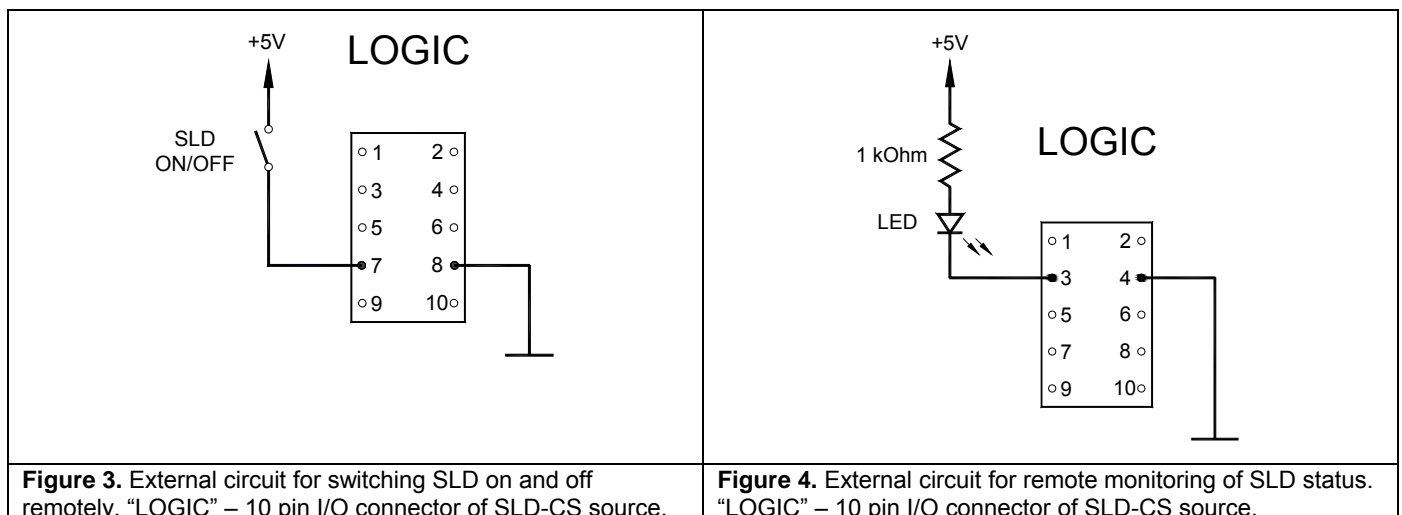 +5V
LOGIC
SLD
ON/OFF
1 2
3 4
5 6
7 8
9 10
Figure 3. External circuit for switching SLD on and off
remotely. “LOGIC” – 10 pin I/O connector of SLD-CS source.
+5V
LOGIC
1 kOhm
LED
1 2
3 4
5 6
7 8
9 10
Figure 4. External circuit for remote monitoring of SLD status.
“LOGIC” – 10 pin I/O connector of SLD-CS source.